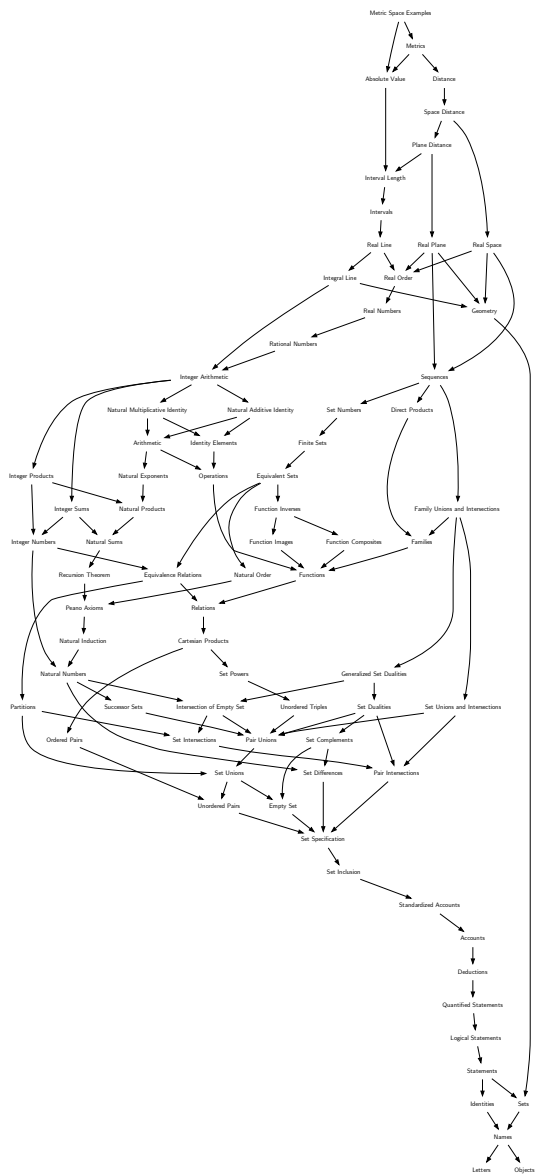 Metric Space Examples
Metrics
Absolute Value
Distance
Space Distance
Plane Distance
Interval Length
Intervals
Real Line
Real Plane
Real Space
Integral Line
Real Order
Real Numbers
Geometry
Rational Numbers
Integer Arithmetic
Sequences
Natural Multiplicative Identity
Natural Additive Identity
Set Numbers
Direct Products
Arithmetic
Identity Elements
Finite Sets
Integer Products
Natural Exponents
Operations
Equivalent Sets
Integer Sums
Natural Products
Function Inverses
Family Unions and Intersections
Integer Numbers
Natural Sums
Function Images
Function Composites
Families
Recursion Theorem
Equivalence Relations
Natural Order
Functions
Peano Axioms
Relations
Natural Induction
Cartesian Products
Natural Numbers
Set Powers
Generalized Set Dualities
Partitions
Successor Sets
Intersection of Empty Set
Unordered Triples
Set Dualities
Set Unions and Intersections
Ordered Pairs
Set Intersections
Pair Unions
Set Complements
Set Unions
Set Differences
Pair Intersections
Unordered Pairs
Empty Set
Set Specification
Set Inclusion
Standardized Accounts
Accounts
Deductions
Quantified Statements
Logical Statements
Statements
Identities
Sets
Names
Letters
Objects